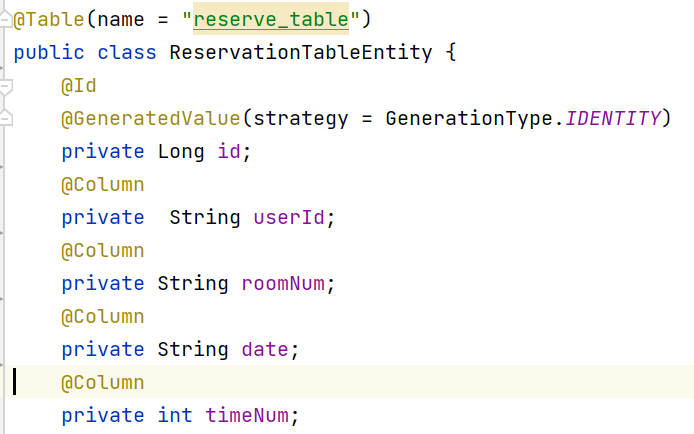 @Table(name = "reserve_table")
public class ReservationTableEntity {
    @Id
    @GeneratedValue(strategy = GenerationType.IDENTITY)
    private Long id;
    @Column
    private  String userId;
    @Column
    private String roomNum;
    @Column
    private String date;
    @Column
    private int timeNum;